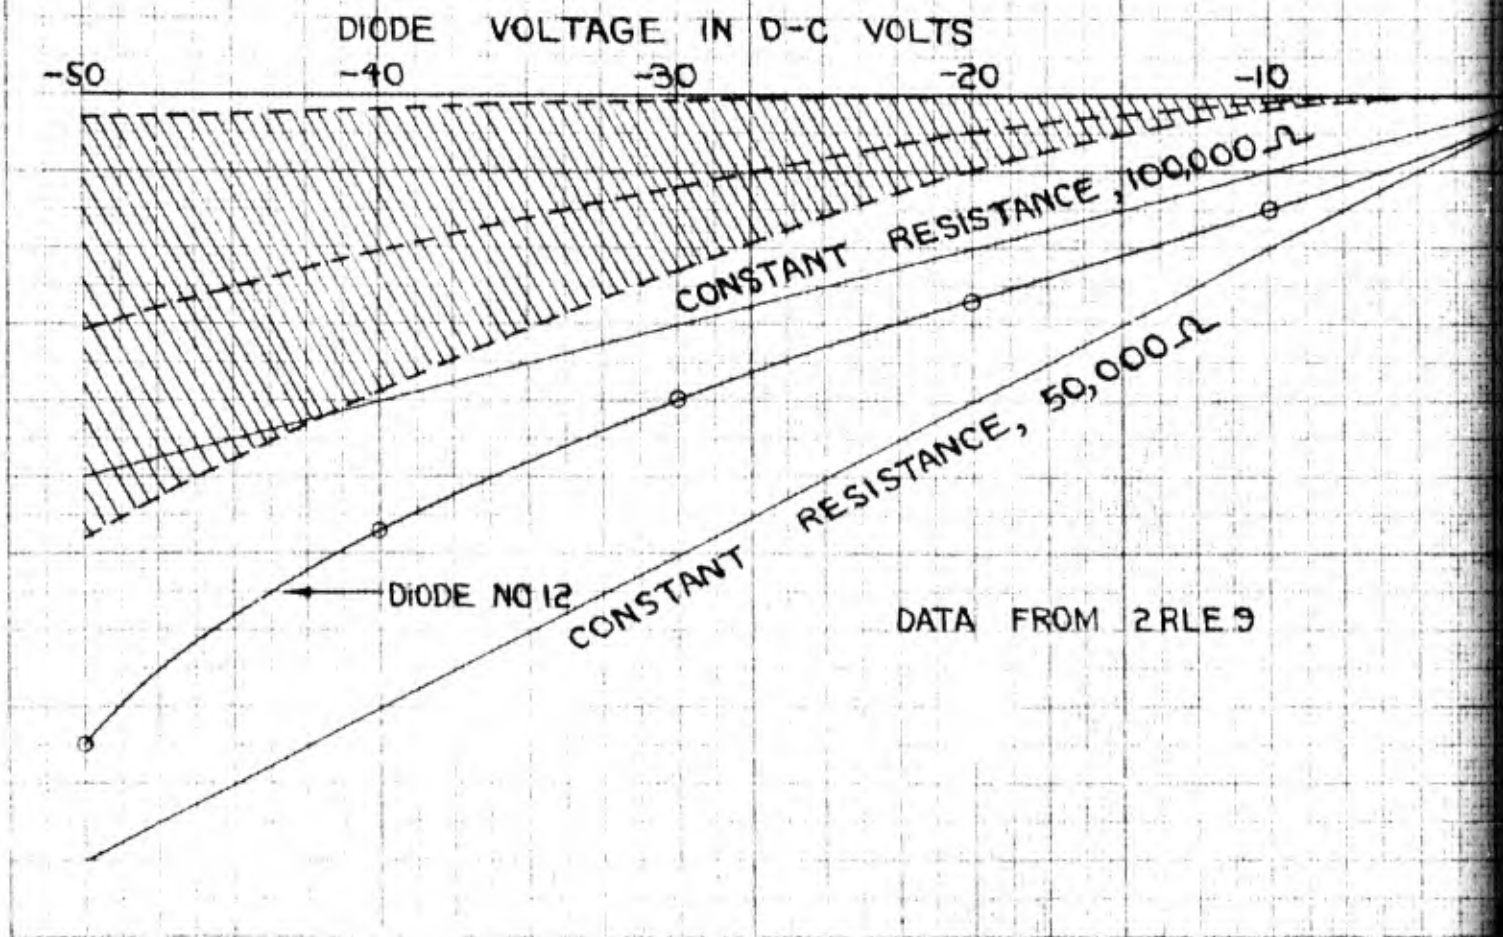 DIODE VOLTAGE IN D-C VOLTS
-50 -40 -30 -20 -10
CONSTANT RESISTANCE, 100,000 Ω
CONSTANT RESISTANCE, 50,000 Ω
DIODE NO 12
DATA FROM 2RLE9